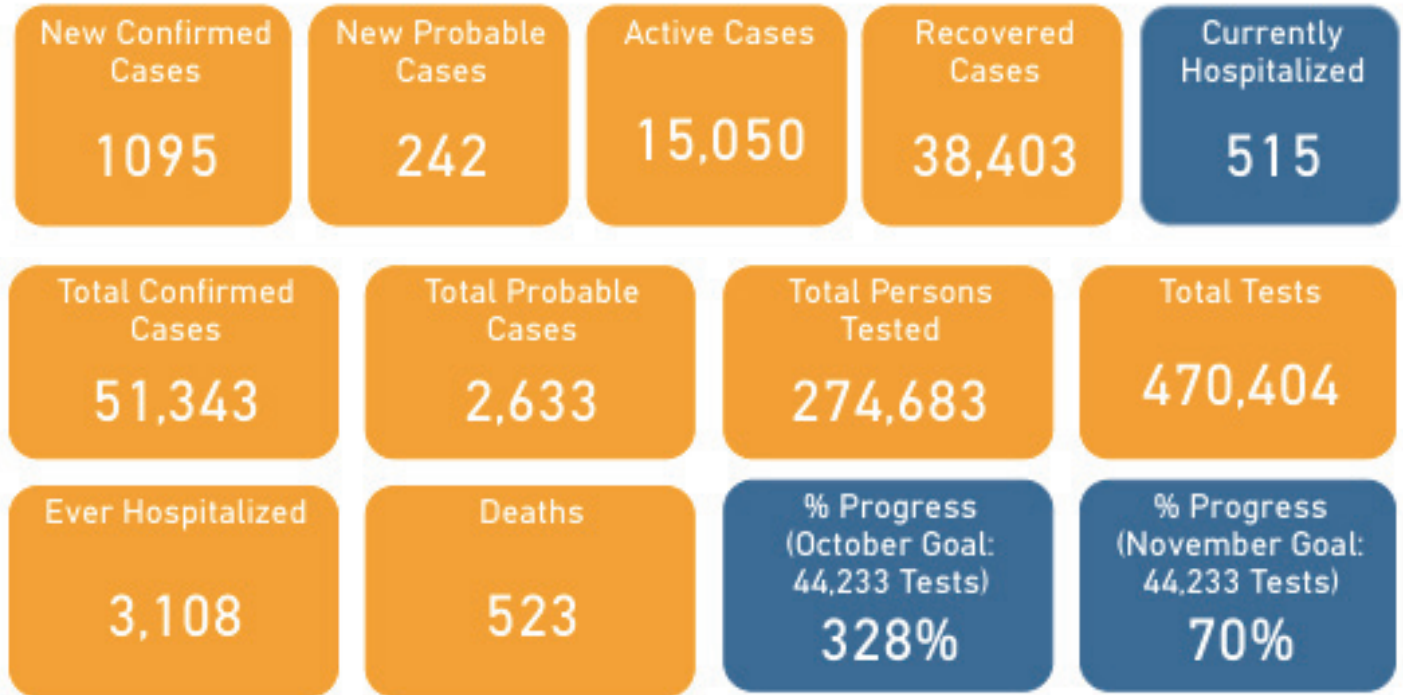 New Confirmed
Cases
1095
New Probable
Cases
242
Active Cases
15,050
Recovered
Cases
38,403
Currently
Hospitalized
515
Total Confirmed
Cases
51,343
Total Probable
Cases
2,633
Total Persons
Tested
274,683
Total Tests
470,404
Ever Hospitalized
3,108
Deaths
523
% Progress
(October Goal:
44,233 Tests)
328%
% Progress
(November Goal:
44,233 Tests)
70%